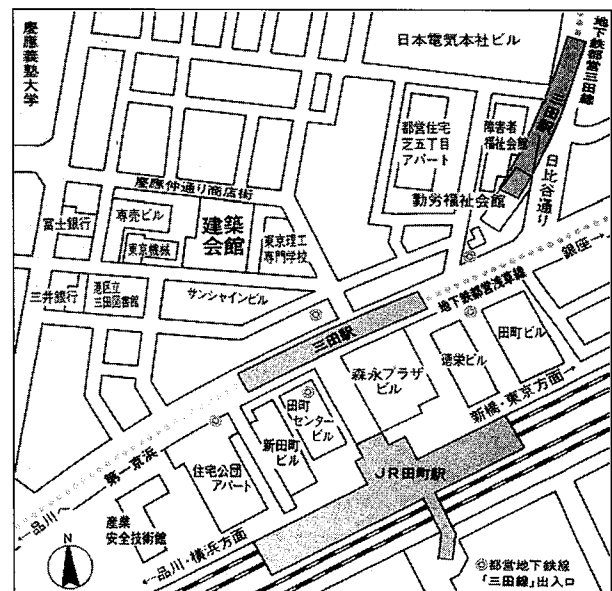 慶應義塾大学
日本電気本社ビル
地下鉄都営三田線
三田駅
都営住宅
芝五丁目
アパート
障害者
福祉会館
日比谷通り
慶應仲通り商店街
勤労福祉会館
富士銀行
専売ビル
東京機械
建築
会館
東京理工
専門学校
銀座→
三井銀行
港区立
三田図書館
サンシャインビル
地下鉄都営浅草線
三田駅
徳栄ビル
田町ビル
森永プラザ
ビル
新橋・東京方面→
田町
センター
ビル
新田町
ビル
第一京浜
住宅公団
アパート
JR田町駅
←品川へ
産業
安全技術館
←品川・横浜方面
N
◎都営地下鉄線
「三田線」出入口